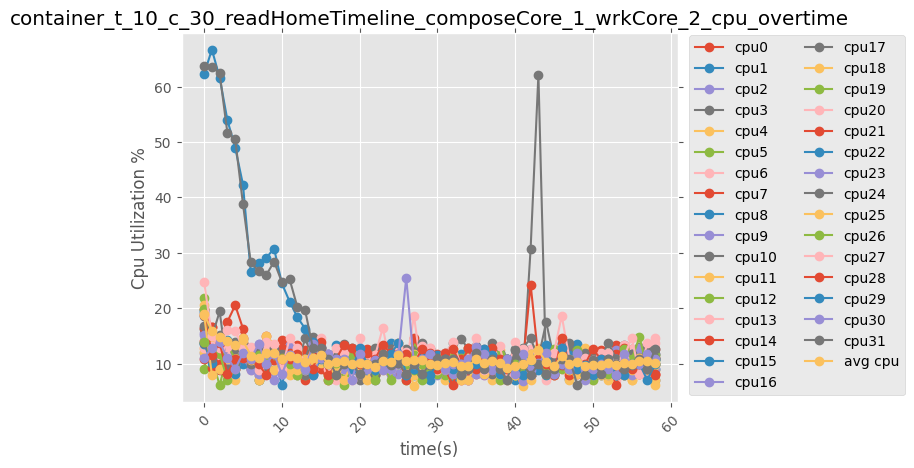 container_t_10_c_30_readHomeTimeline_composeCore_1_wrkCore_2_cpu_overtime
Cpu Utilization %
60
50
40
30
20
10
0
10
20
30
40
50
60
time(s)
cpu0
cpu1
cpu2
cpu3
cpu4
cpu5
cpu6
cpu7
cpu8
cpu9
cpu10
cpu11
cpu12
cpu13
cpu14
cpu15
cpu16
cpu17
cpu18
cpu19
cpu20
cpu21
cpu22
cpu23
cpu24
cpu25
cpu26
cpu27
cpu28
cpu29
cpu30
cpu31
avg cpu